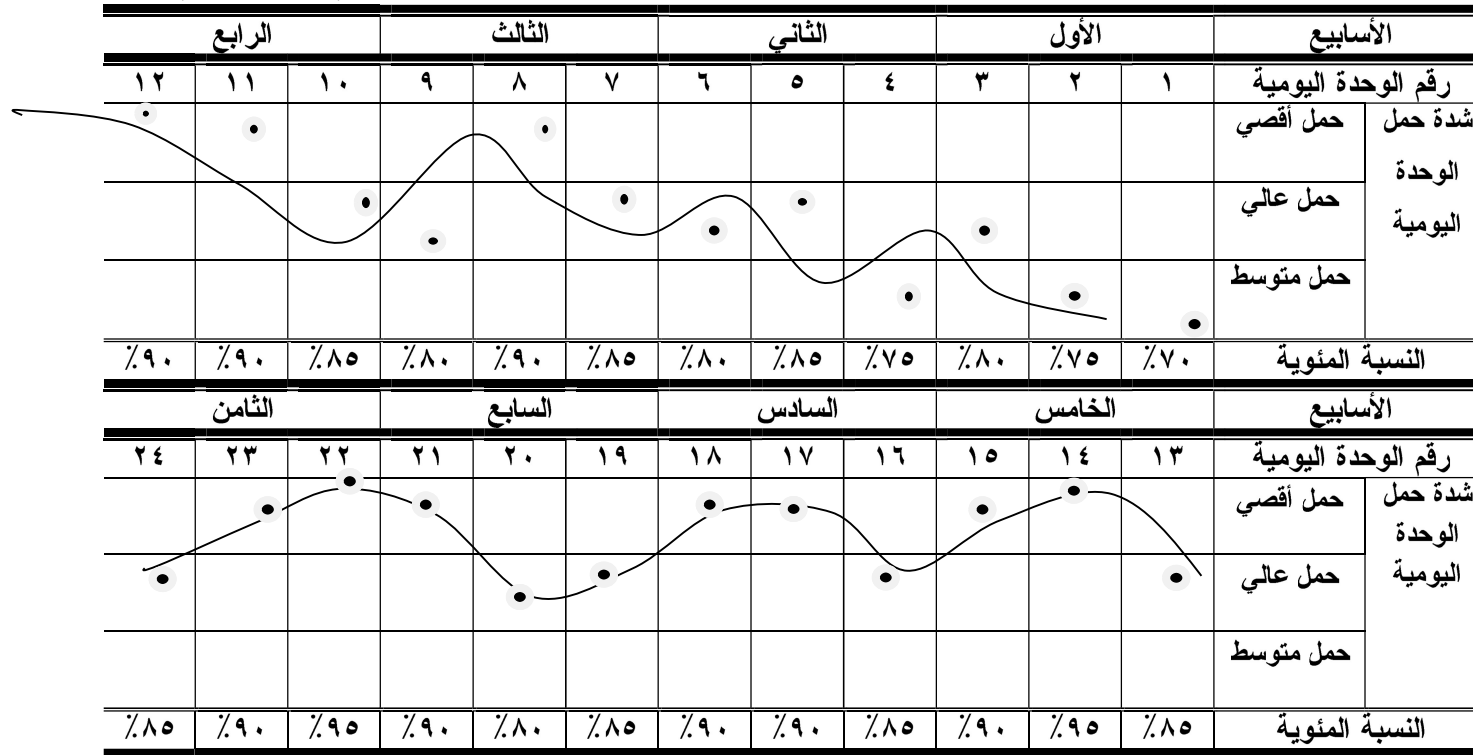 الأسابيع الأول الثاني الثالث الرابع
رقم الوحدة اليومية ١ ٢ ٣ ٤ ٥ ٦ ٧ ٨ ٩ ١٠ ١١ ١٢
شدة حمل حمل أقصي
الوحدة
حمل عالي
اليومية
حمل متوسط
النسبة المئوية ٧٠٪ ٧٥٪ ٨٠٪ ٧٥٪ ٨٥٪ ٨٠٪ ٨٥٪ ٩٠٪ ٨٠٪ ٨٥٪ ٩٠٪ ٩٠٪
الأسابيع الخامس السادس السابع الثامن
رقم الوحدة اليومية ١٣ ١٤ ١٥ ١٦ ١٧ ١٨ ١٩ ٢٠ ٢١ ٢٢ ٢٣ ٢٤
شدة حمل حمل أقصي
الوحدة
اليومية حمل عالي
حمل متوسط
النسبة المئوية ٨٥٪ ٩٥٪ ٩٠٪ ٨٥٪ ٩٠٪ ٩٠٪ ٨٥٪ ٨٠٪ ٩٠٪ ٩٥٪ ٩٠٪ ٨٥٪